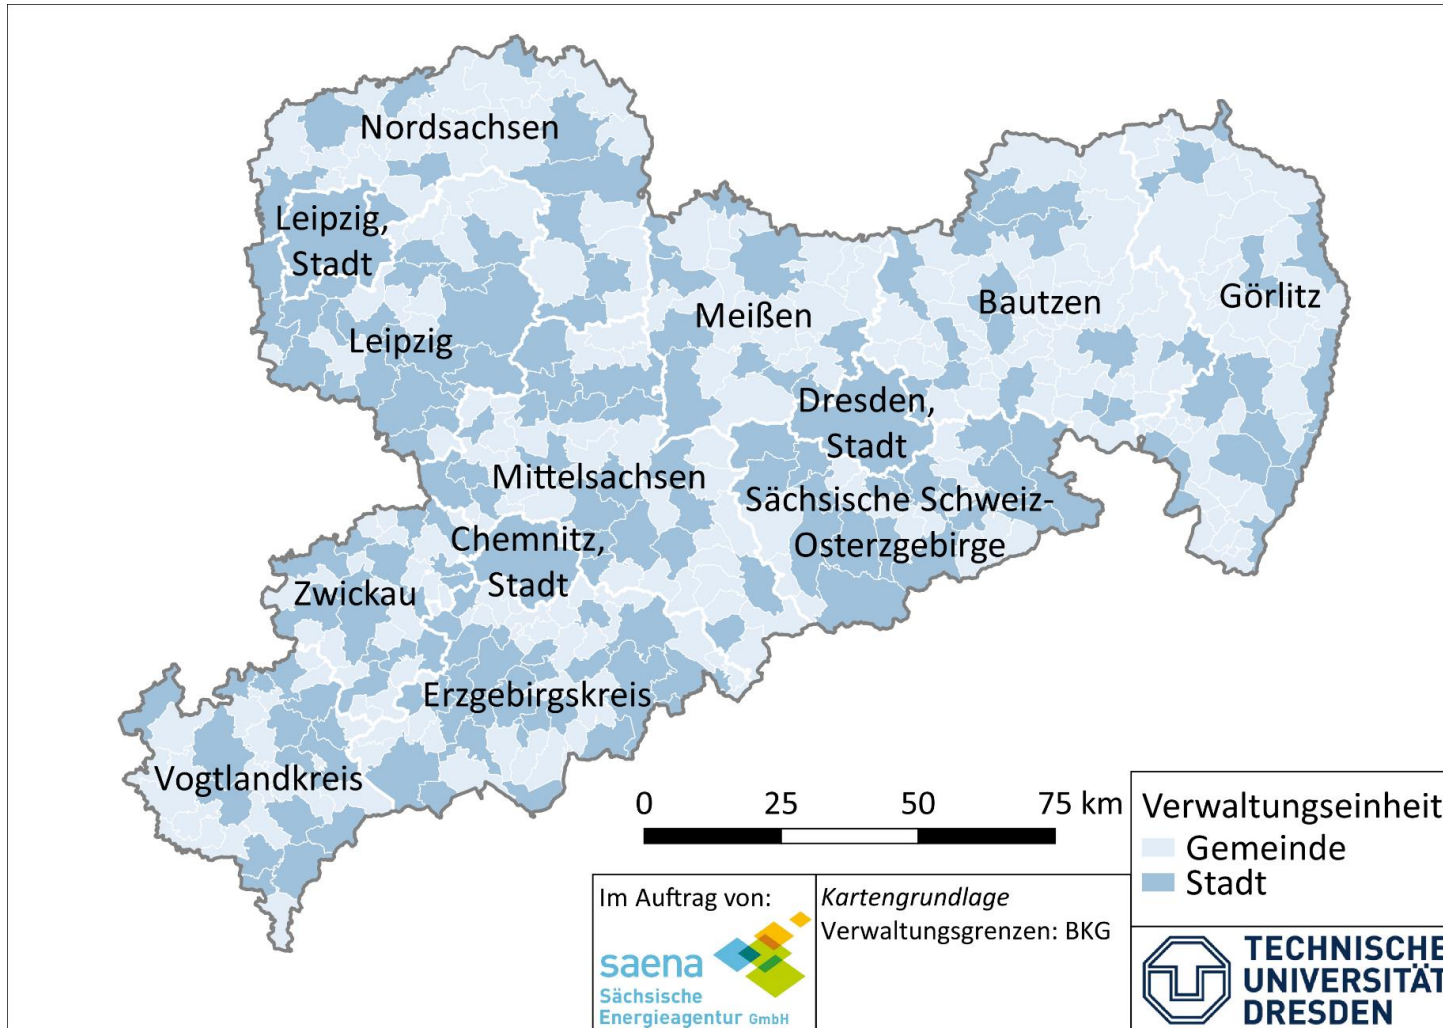 Nordsachsen
Leipzig,
Stadt
Leipzig
Meißen
Bautzen
Görlitz
Dresden,
Stadt
Mittelsachsen
Sächsische Schweiz-
Osterzgebirge
Chemnitz,
Stadt
Zwickau
Erzgebirgskreis
Vogtlandkreis
0 25 50 75 km
Verwaltungseinheit
Gemeinde
Stadt
Im Auftrag von:
saena
Sächsische
Energieagentur GmbH
Kartengrundlage
Verwaltungsgrenzen: BKG
TECHNISCHE
UNIVERSITÄT
DRESDEN